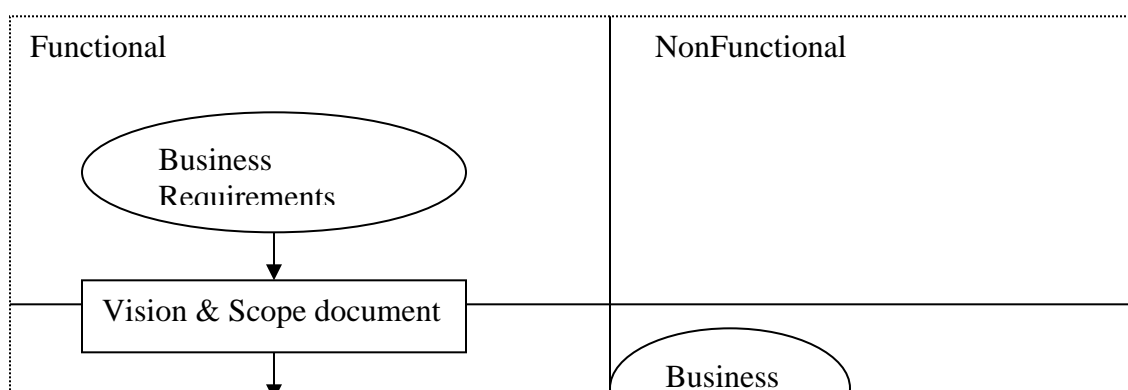 Functional
NonFunctional
Business
Requirements
Vision & Scope document
Business